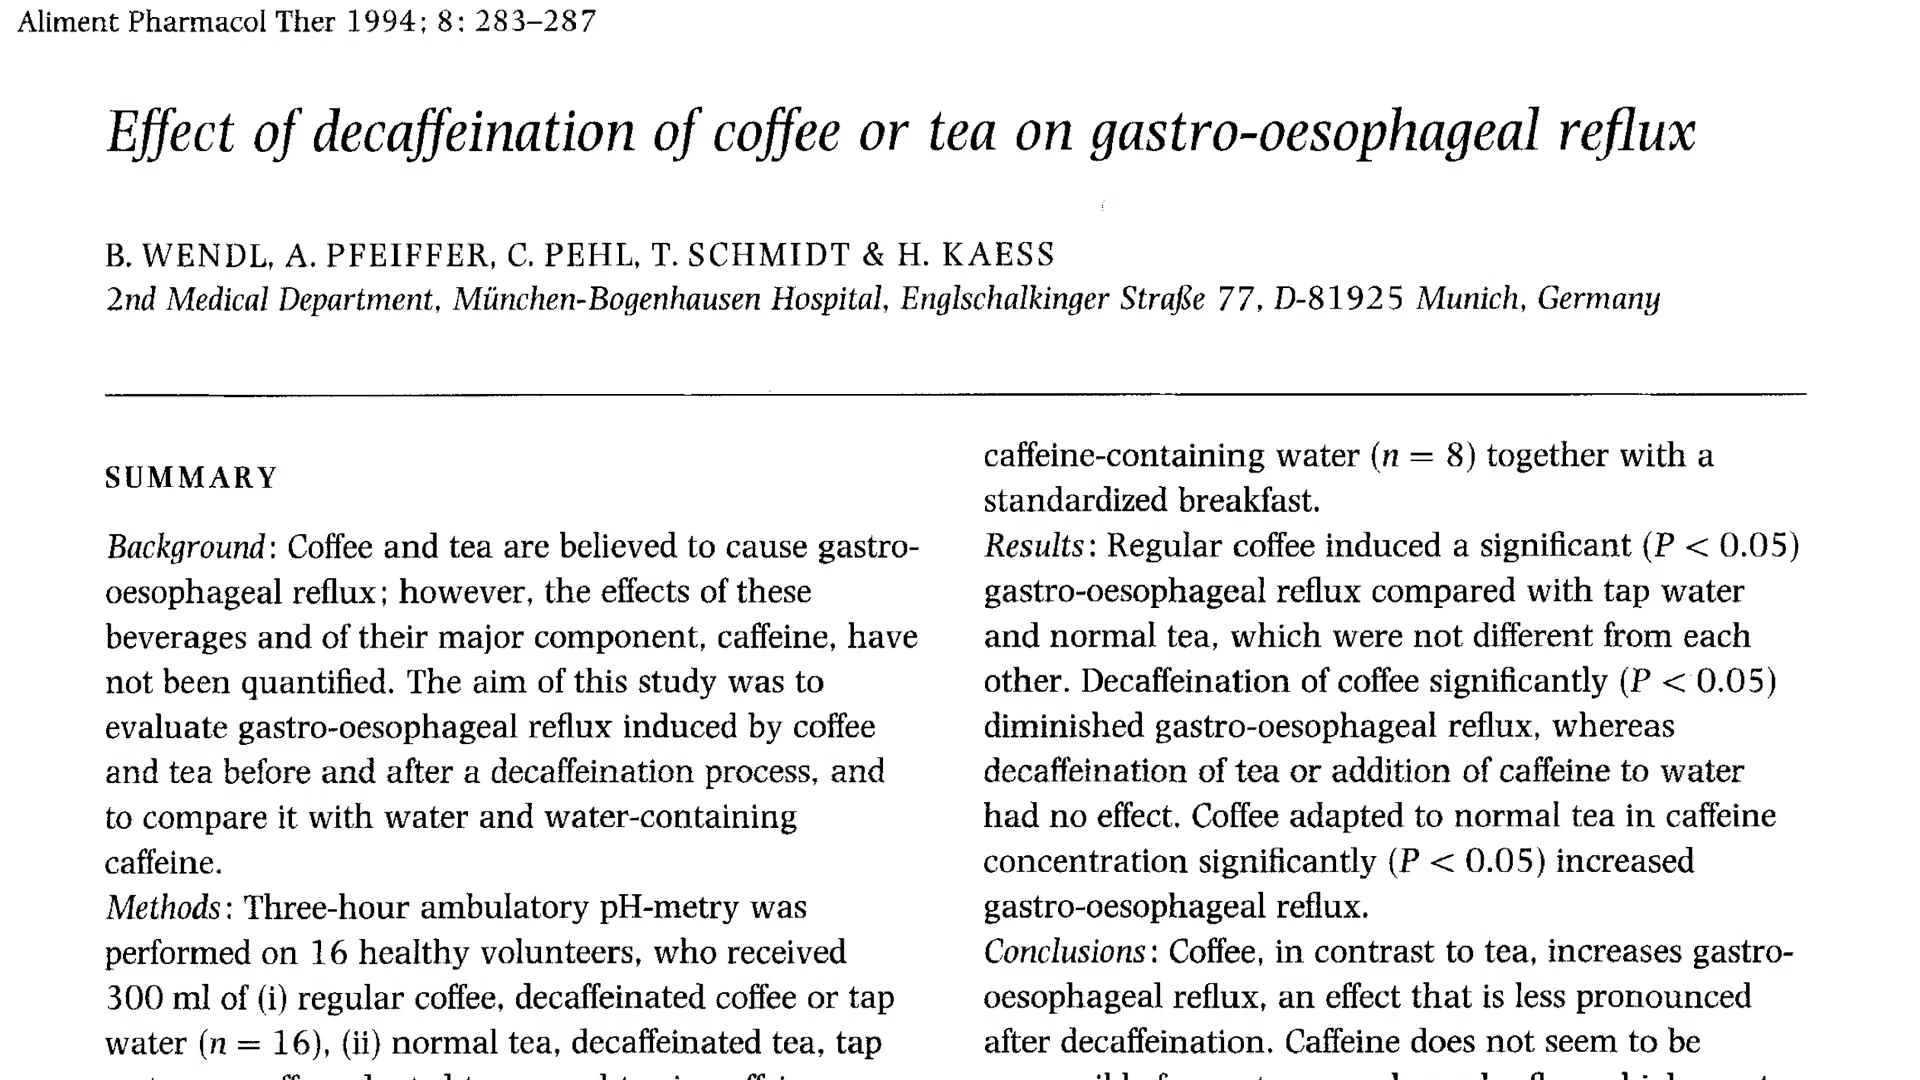 Aliment Pharmacol Ther 1994; 8: 283–287
Effect of decaffeination of coffee or tea on gastro-oesophageal reflux
B. WENDL, A. PFEIFFER, C. PEHL, T. SCHMIDT & H. KAESS
2nd Medical Department, München-Bogenhausen Hospital, Englschalkinger Straße 77, D-81925 Munich, Germany
SUMMARY
Background: Coffee and tea are believed to cause gastro-
oesophageal reflux; however, the effects of these
beverages and of their major component, caffeine, have
not been quantified. The aim of this study was to
evaluate gastro-oesophageal reflux induced by coffee
and tea before and after a decaffeination process, and
to compare it with water and water-containing
caffeine.
Methods: Three-hour ambulatory pH-metry was
performed on 16 healthy volunteers, who received
300 ml of (i) regular coffee, decaffeinated coffee or tap
water (n = 16), (ii) normal tea, decaffeinated tea, tap
caffeine-containing water (n = 8) together with a
standardized breakfast.
Results: Regular coffee induced a significant (P < 0.05)
gastro-oesophageal reflux compared with tap water
and normal tea, which were not different from each
other. Decaffeination of coffee significantly (P < 0.05)
diminished gastro-oesophageal reflux, whereas
decaffeination of tea or addition of caffeine to water
had no effect. Coffee adapted to normal tea in caffeine
concentration significantly (P < 0.05) increased
gastro-oesophageal reflux.
Conclusions: Coffee, in contrast to tea, increases gastro-
oesophageal reflux, an effect that is less pronounced
after decaffeination. Caffeine does not seem to be